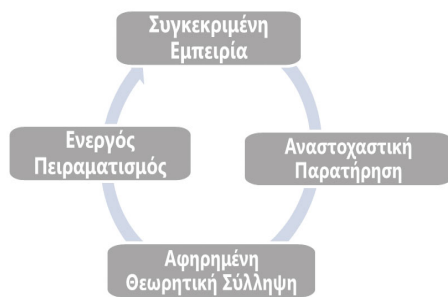 Συγκεκριμένη
Εμπειρία
Αναστοχαστική
Παρατήρηση
Αφηρημένη
Θεωρητική Σύλληψη
Ενεργός
Πειραματισμός